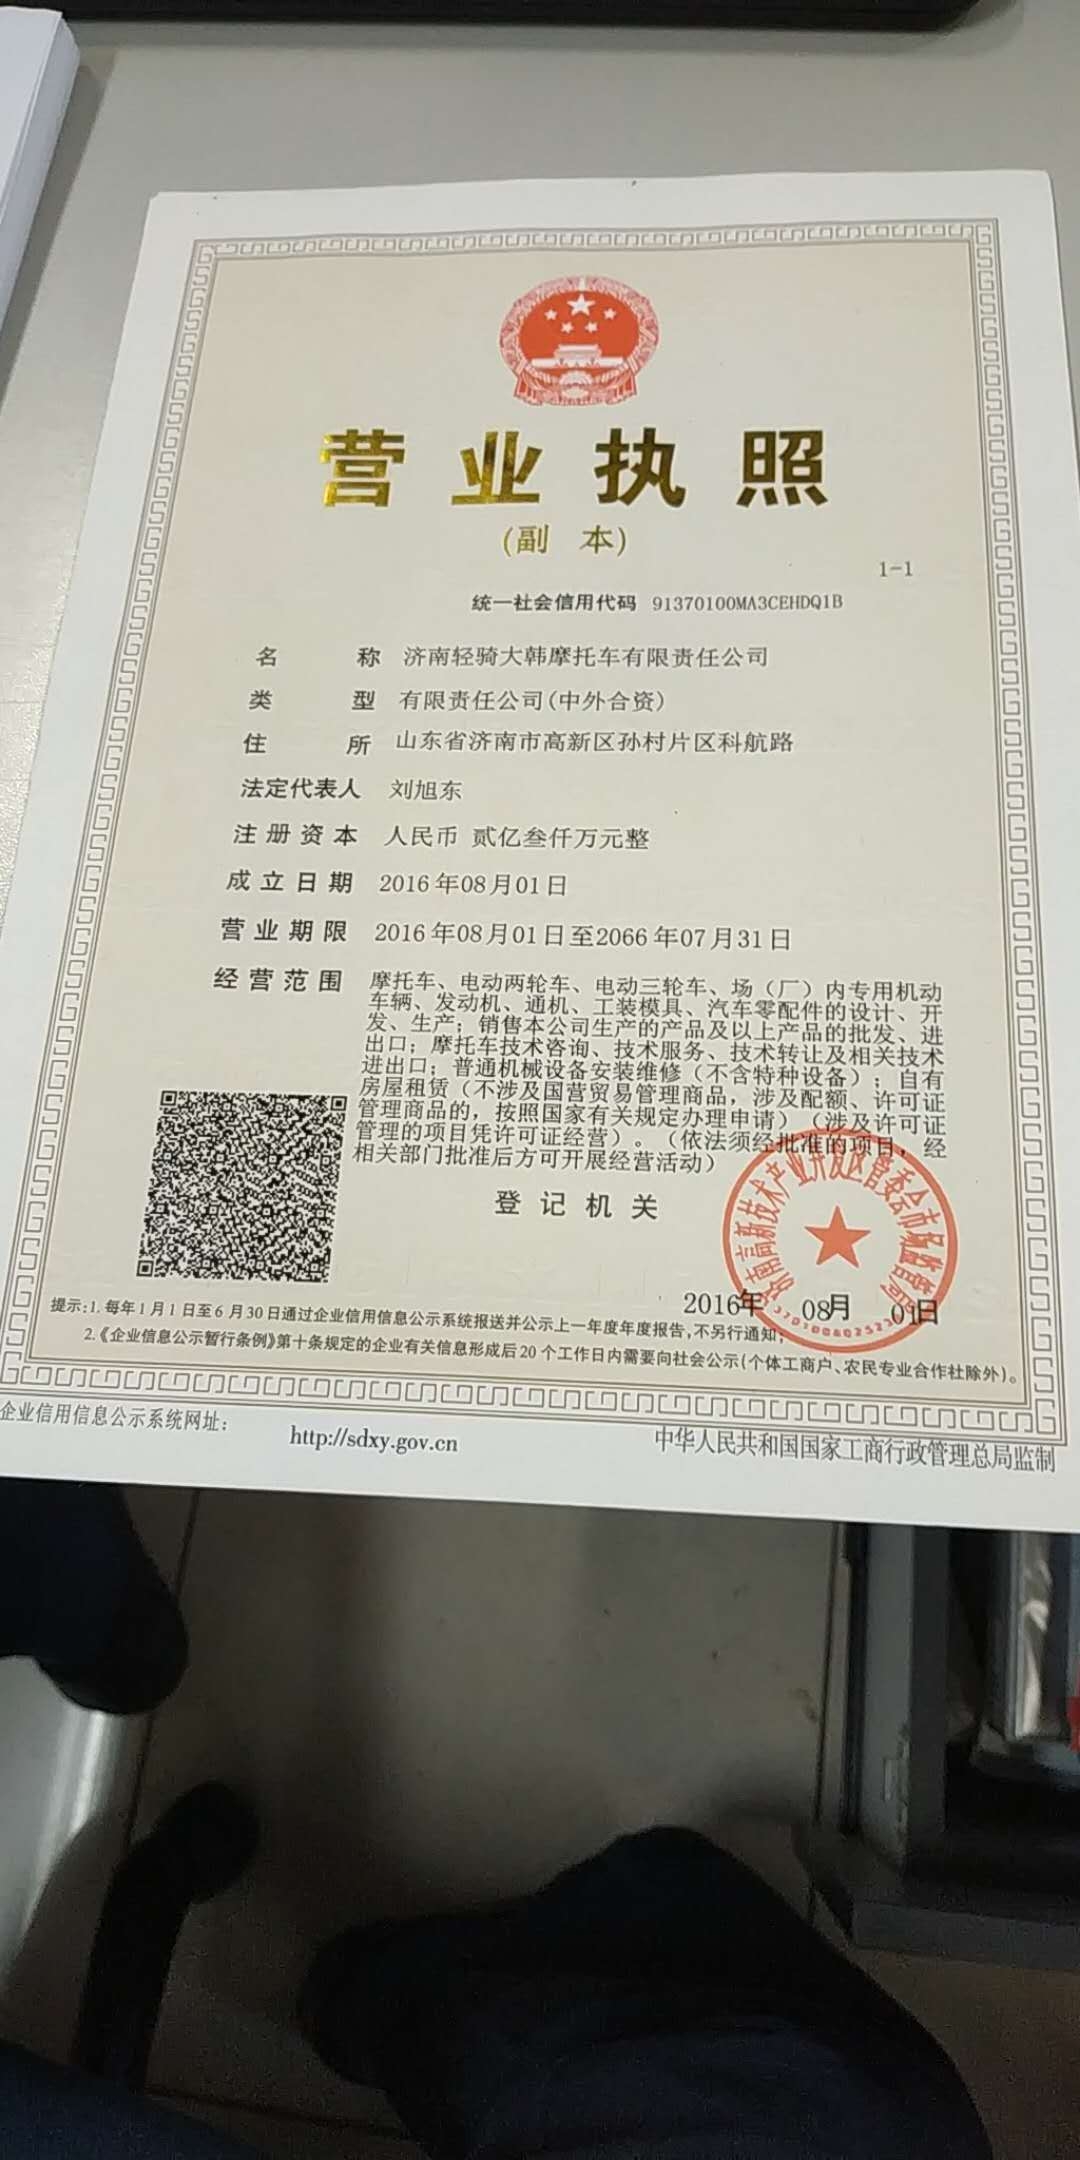 营业执照
(副 本)
1-1
统一社会信用代码 91370100MA3CEHDQ1B
名 称 济南轻骑大韩摩托车有限责任公司
类 型 有限责任公司(中外合资)
住 所 山东省济南市高新区孙村片区科航路
法定代表人 刘旭东
注册资本 人民币 贰亿叁仟万元整
成立日期 2016年08月01日
营业期限 2016年08月01日至2066年07月31日
经营范围 摩托车、电动两轮车、电动三轮车、场（厂）内专用机动
车辆、发动机、通机、工装模具、汽车零配件的设计、开
发、生产；销售本公司生产的产品及以上产品的批发、进
出口；摩托车技术咨询、技术服务、技术转让及相关技术
进出口；普通机械设备安装维修（不含特种设备）；自有
房屋租赁（不涉及国营贸易管理商品，涉及配额、许可证
管理商品的，按照国家有关规定办理申请）（涉及许可证
管理的项目凭许可证经营）。（依法须经批准的项目，经
相关部门批准后方可开展经营活动）
登记机关
济南高新技术产业开发区管委会市场监管局
2016年 08月 01日
提示:1.每年1月1日至6月30日通过企业信用信息公示系统报送并公示上一年度年度报告,不另行通知;
2.《企业信息公示暂行条例》第十条规定的企业有关信息形成后20个工作日内需要向社会公示(个体工商户、农民专业合作社除外)。
企业信用信息公示系统网址：
http://sdxy.gov.cn
中华人民共和国国家工商行政管理总局监制